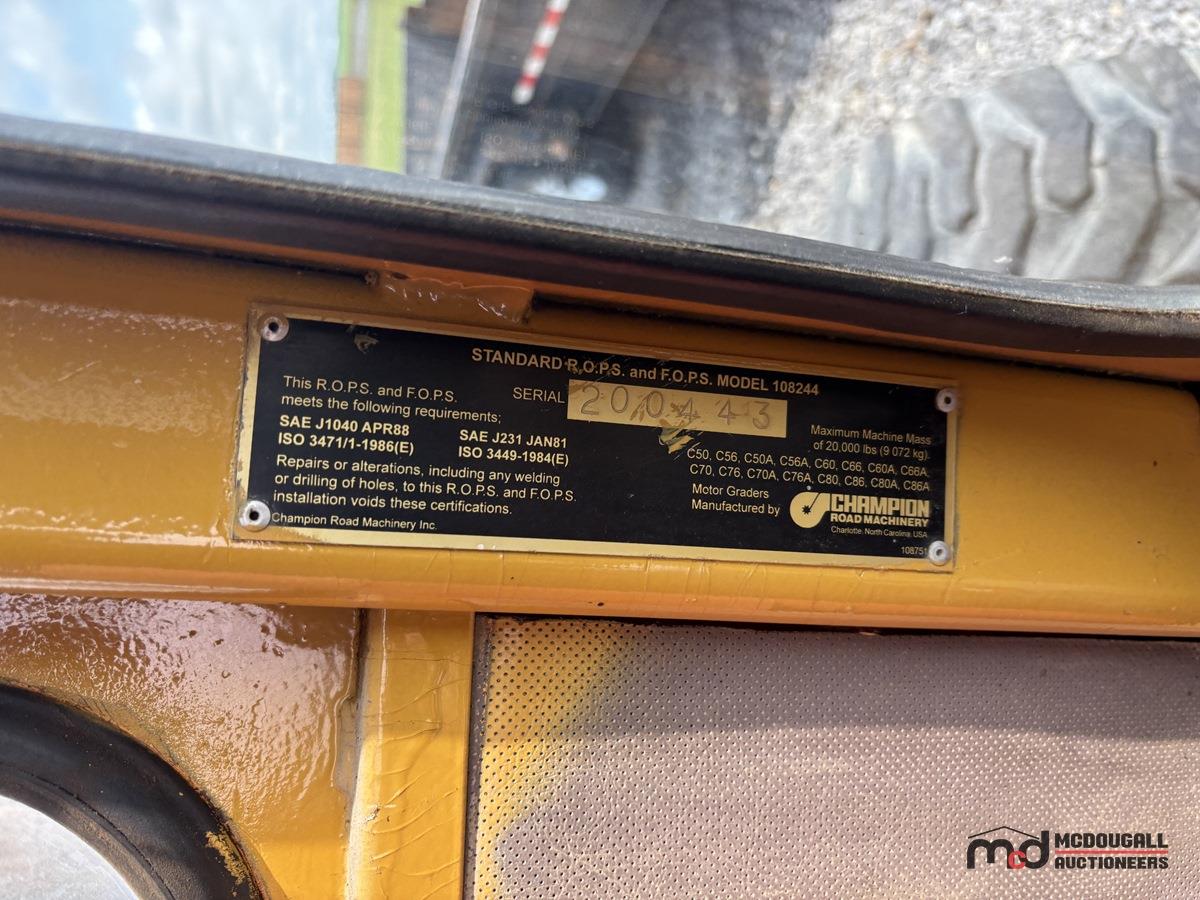 STANDARD R.O.P.S. and F.O.P.S. MODEL 108244
This R.O.P.S. and F.O.P.S.
meets the following requirements;
SERIAL 200443
SAE J1040 APR88
ISO 3471/1-1986(E)
SAE J231 JAN81
ISO 3449-1984(E)
Maximum Machine Mass
of 20,000 lbs (9 072 kg).
Repairs or alterations, including any welding
or drilling of holes, to this R.O.P.S. and F.O.P.S.
installation voids these certifications.
Champion Road Machinery Inc.
C50, C56, C50A, C56A, C60, C66, C60A, C66A,
C70, C76, C70A, C76A, C80, C86, C80A, C86A
Motor Graders
Manufactured by
CHAMPION
ROAD MACHINERY
Charlotte, North Carolina, USA
108751
mcd MCDOUGALL
AUCTIONEERS